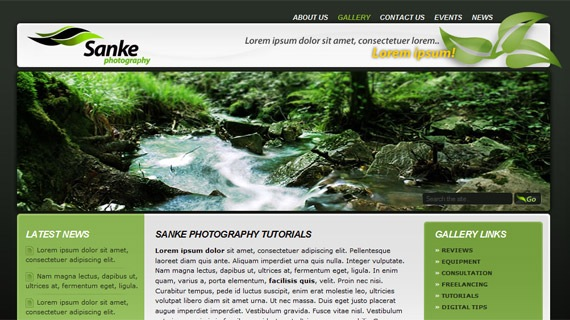 ABOUT US GALLERY CONTACT US EVENTS NEWS
Sanke
photography
Lorem ipsum dolor sit amet, consectetuer lorem..
Lorem ipsum!
Search the site...
Go
LATEST NEWS
Lorem ipsum dolor sit amet,
consectetuer adipiscing elit.
Nam massa lectus, dapibus ut,
ultrices at, fermentum eget, ligula.
Lorem ipsum dolor sit amet,
consectetuer adipiscing elit.
SANKE PHOTOGRAPHY TUTORIALS
Lorem ipsum dolor sit amet, consectetuer adipiscing elit. Pellentesque
laoreet diam quis ante. Aliquam imperdiet urna quis nulla. Integer vulputate.
Nam magna lectus, dapibus ut, ultrices at, fermentum eget, ligula. In enim
quam, varius a, porta elementum, facilisis quis, velit. Proin nec nisi.
Curabitur tempus, pede id luctus suscipit, enim erat molestie leo, ultricies
volutpat libero diam sit amet urna. Ut nec massa. Duis eget justo placerat
augue imperdiet aliquet. Vestibulum gravida. Fusce vitae nisl. Vestibulum
GALLERY LINKS
» REVIEWS
» EQUIPMENT
» CONSULTATION
» FREELANCING
» TUTORIALS
» DIGITAL TIPS